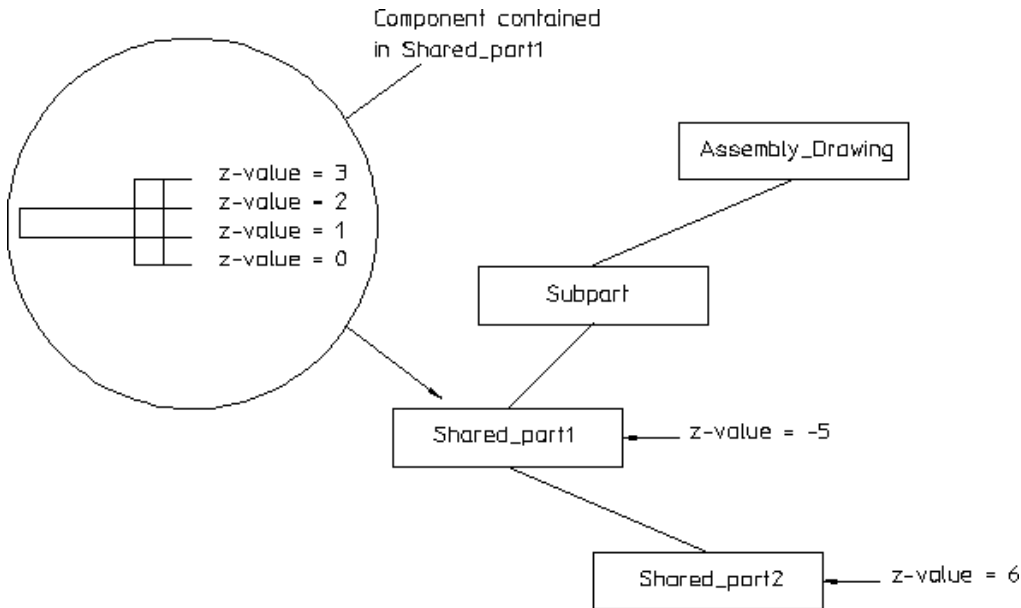 Component contained
in Shared_part1
Assembly_Drawing
z-value = 3
z-value = 2
z-value = 1
z-value = 0
Subpart
Shared_part1
z-value = -5
Shared_part2
z-value = 6